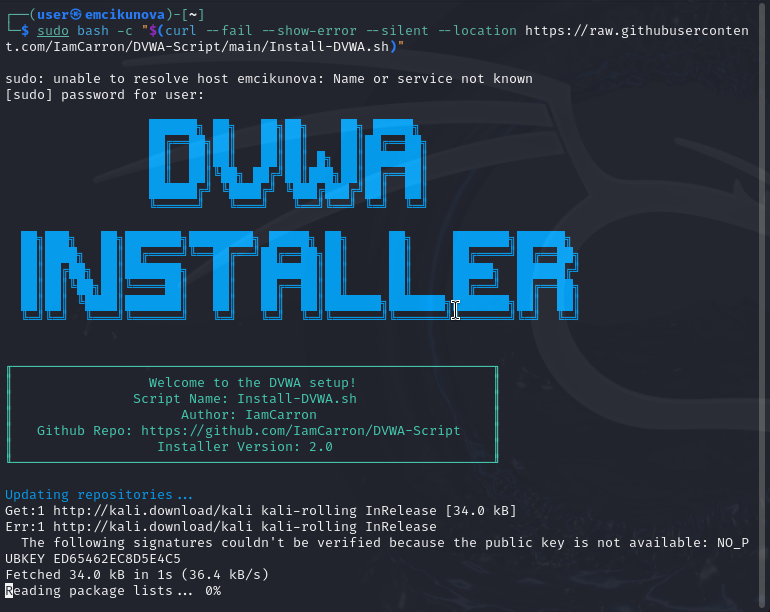 ┌──(user㉿emcikunova)-[~]
└─$ sudo bash -c "$(curl --fail --show-error --silent --location https://raw.githubuserconten
t.com/IamCarron/DVWA-Script/main/Install-DVWA.sh)"
sudo: unable to resolve host emcikunova: Name or service not known
[sudo] password for user:
DVWA
INSTALLER
Welcome to the DVWA setup!
Script Name: Install-DVWA.sh
Author: IamCarron
Github Repo: https://github.com/IamCarron/DVWA-Script
Installer Version: 2.0
Updating repositories...
Get:1 http://kali.download/kali kali-rolling InRelease [34.0 kB]
Err:1 http://kali.download/kali kali-rolling InRelease
The following signatures couldn't be verified because the public key is not available: NO_P
UBKEY ED65462EC8D5E4C5
Fetched 34.0 kB in 1s (36.4 kB/s)
Reading package lists... 0%